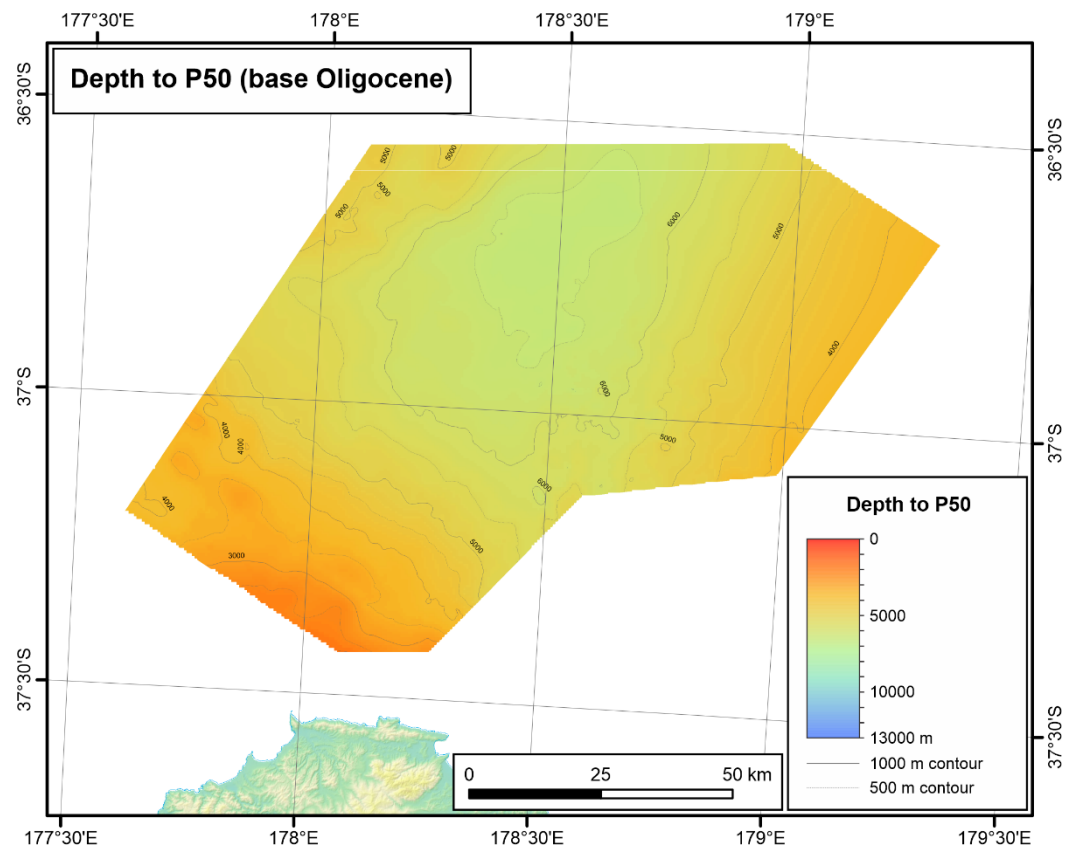 177°30'E 178°E 178°30'E 179°E
Depth to P50 (base Oligocene)
36°30'S
36°30'S
5000
5000
5000
5000
6000
5000
4000
37°S
6000
37°S
4000
4000
5000
6000
4000
5000
3000
Depth to P50
0
5000
10000
13000 m
1000 m contour
500 m contour
37°30'S
37°30'S
0 25 50 km
177°30'E 178°E 178°30'E 179°E 179°30'E